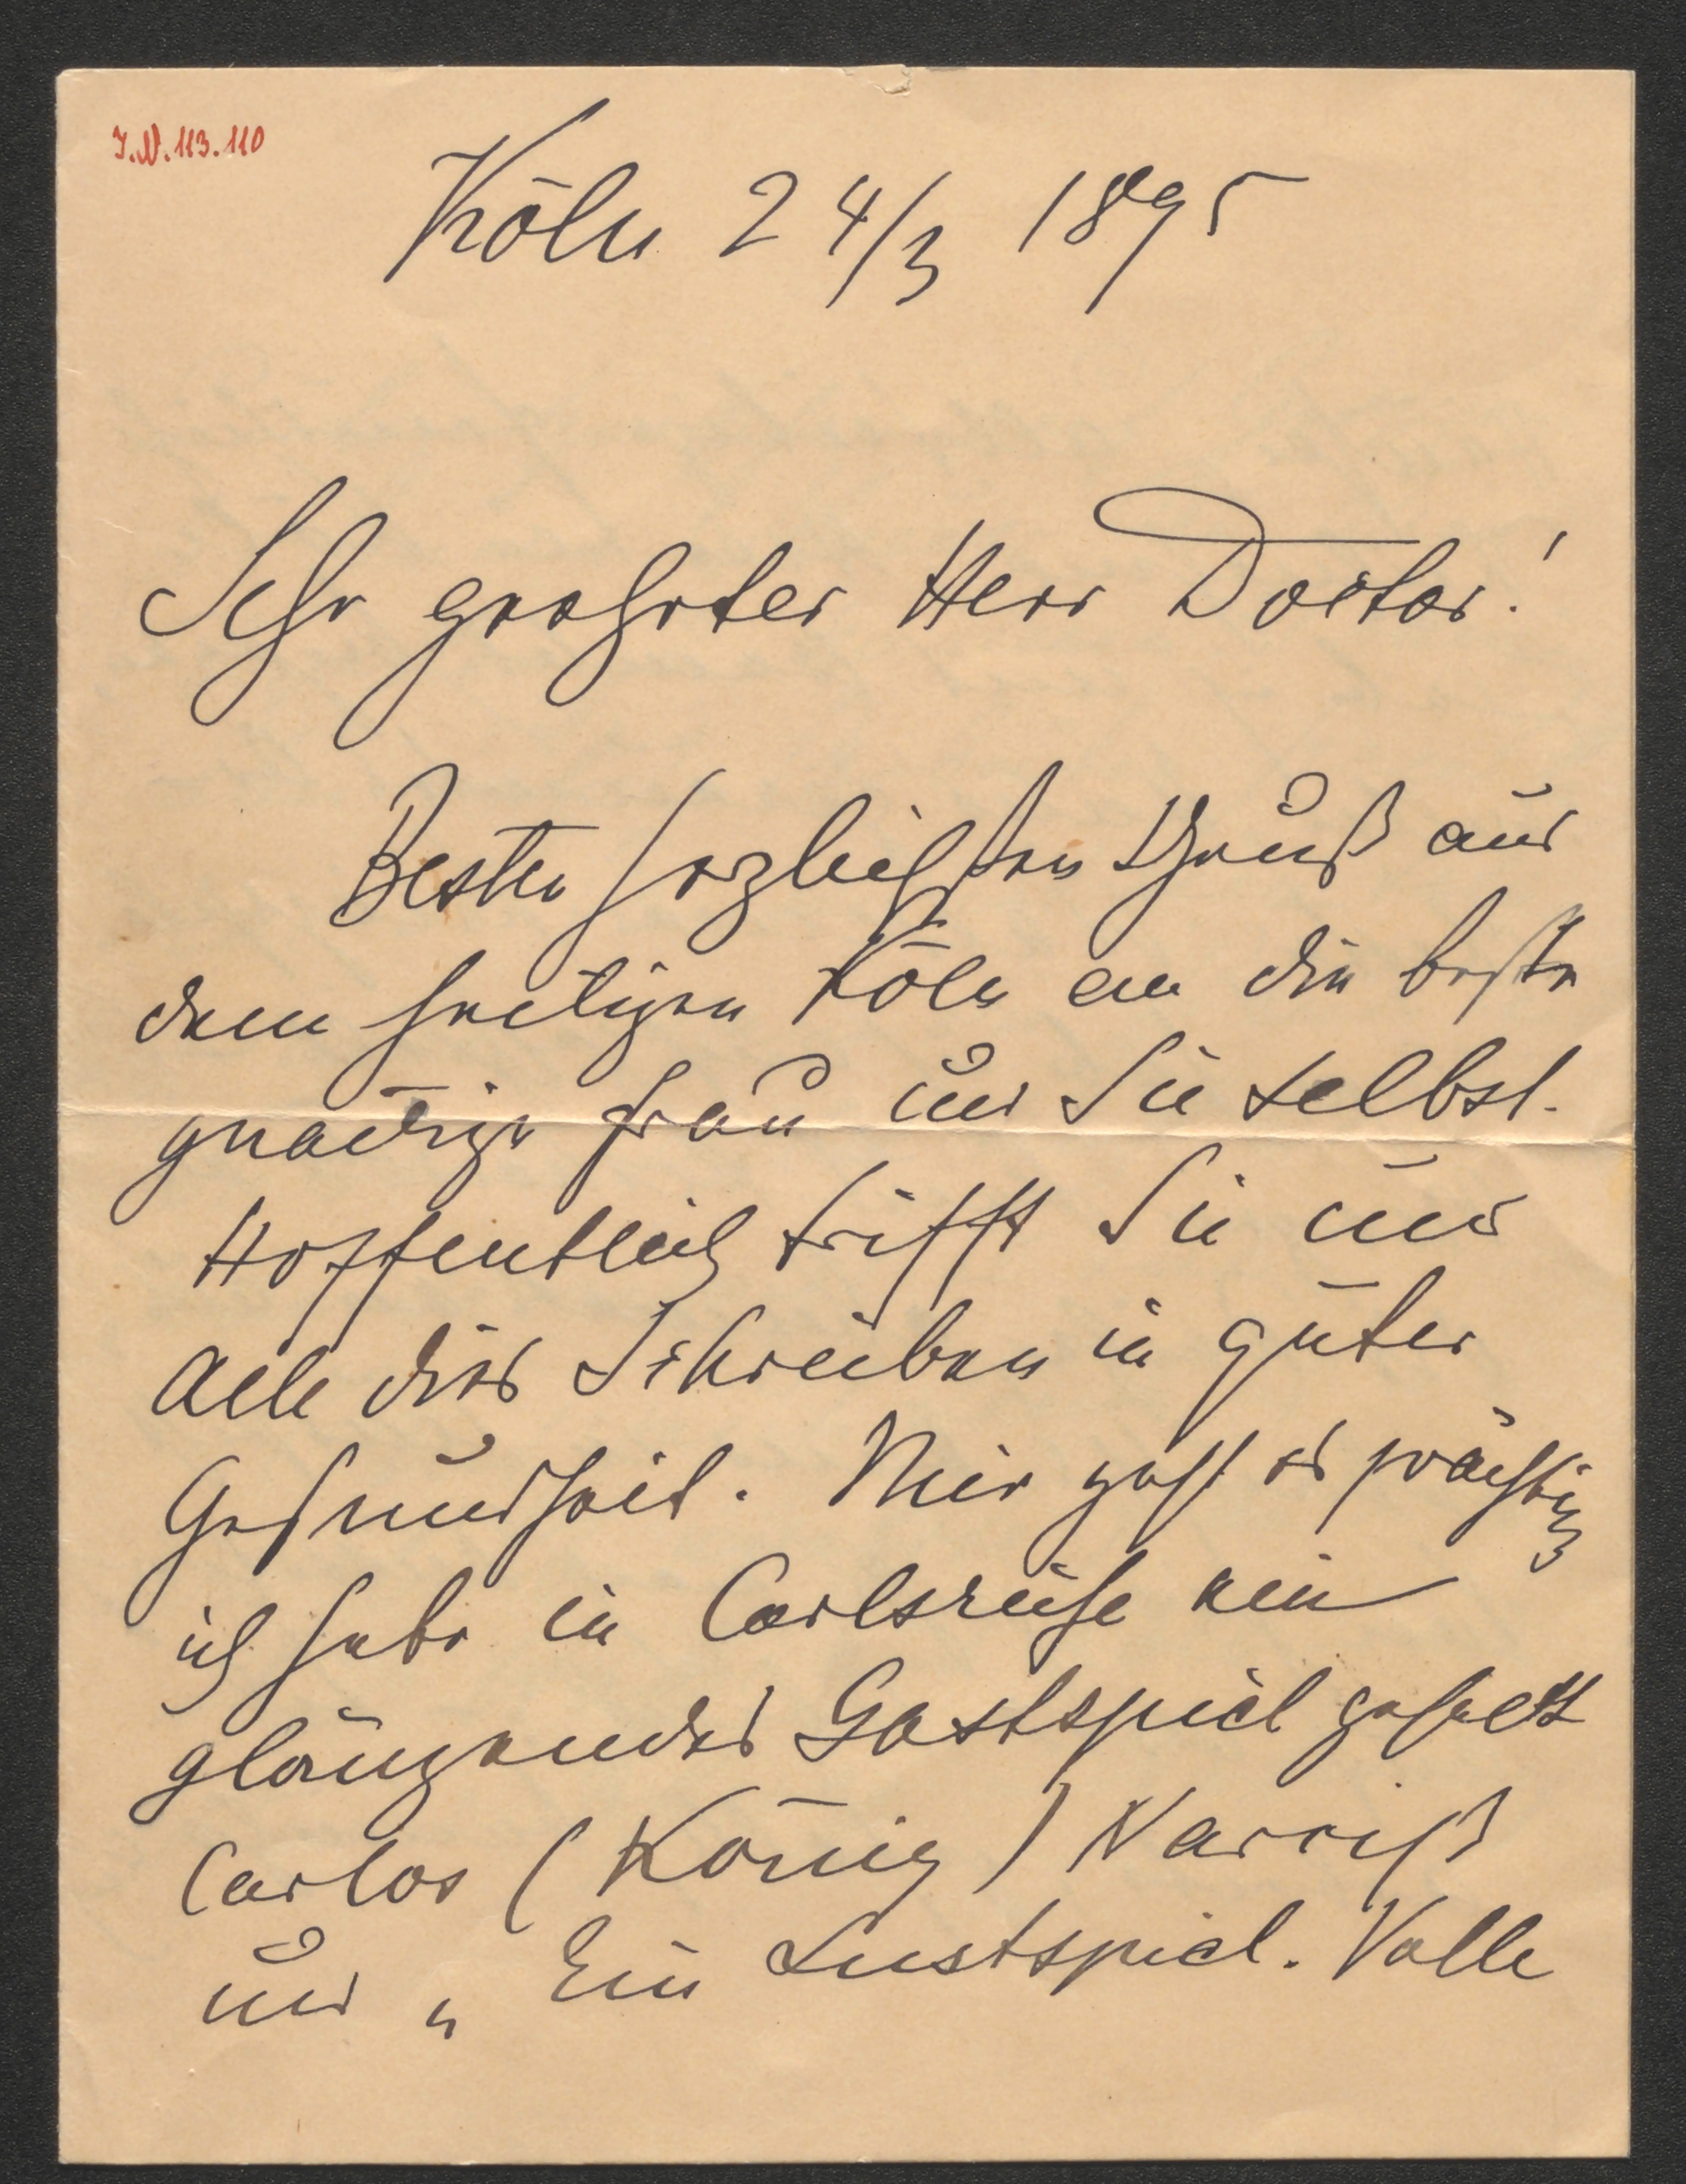 I.N. 113.110
Köln 24/3 1895
Sehr geehrter Herr Doctor!
Besten herzlichsten Gruß aus
dem heiligen Köln an die beste
gnädige Frau und Sie selbst.
Hoffentlich trifft Sie und
Alle dies Schreiben in guter
Gesundheit. Mir geht es prächtig
ich habe in Carlsruhe ein
glänzendes Gastspiel gehabt
Carlos (König) Narciß
und „Ein Lustspiel. Volle